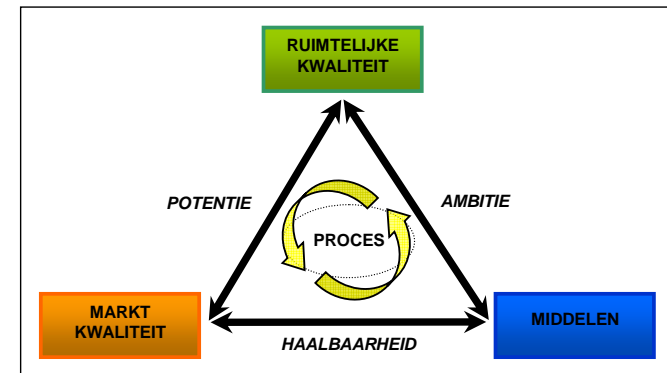 RUIMTELIJKE
KWALITEIT
POTENTIE
AMBITIE
PROCES
MARKT
KWALITEIT
MIDDELEN
HAALBAARHEID